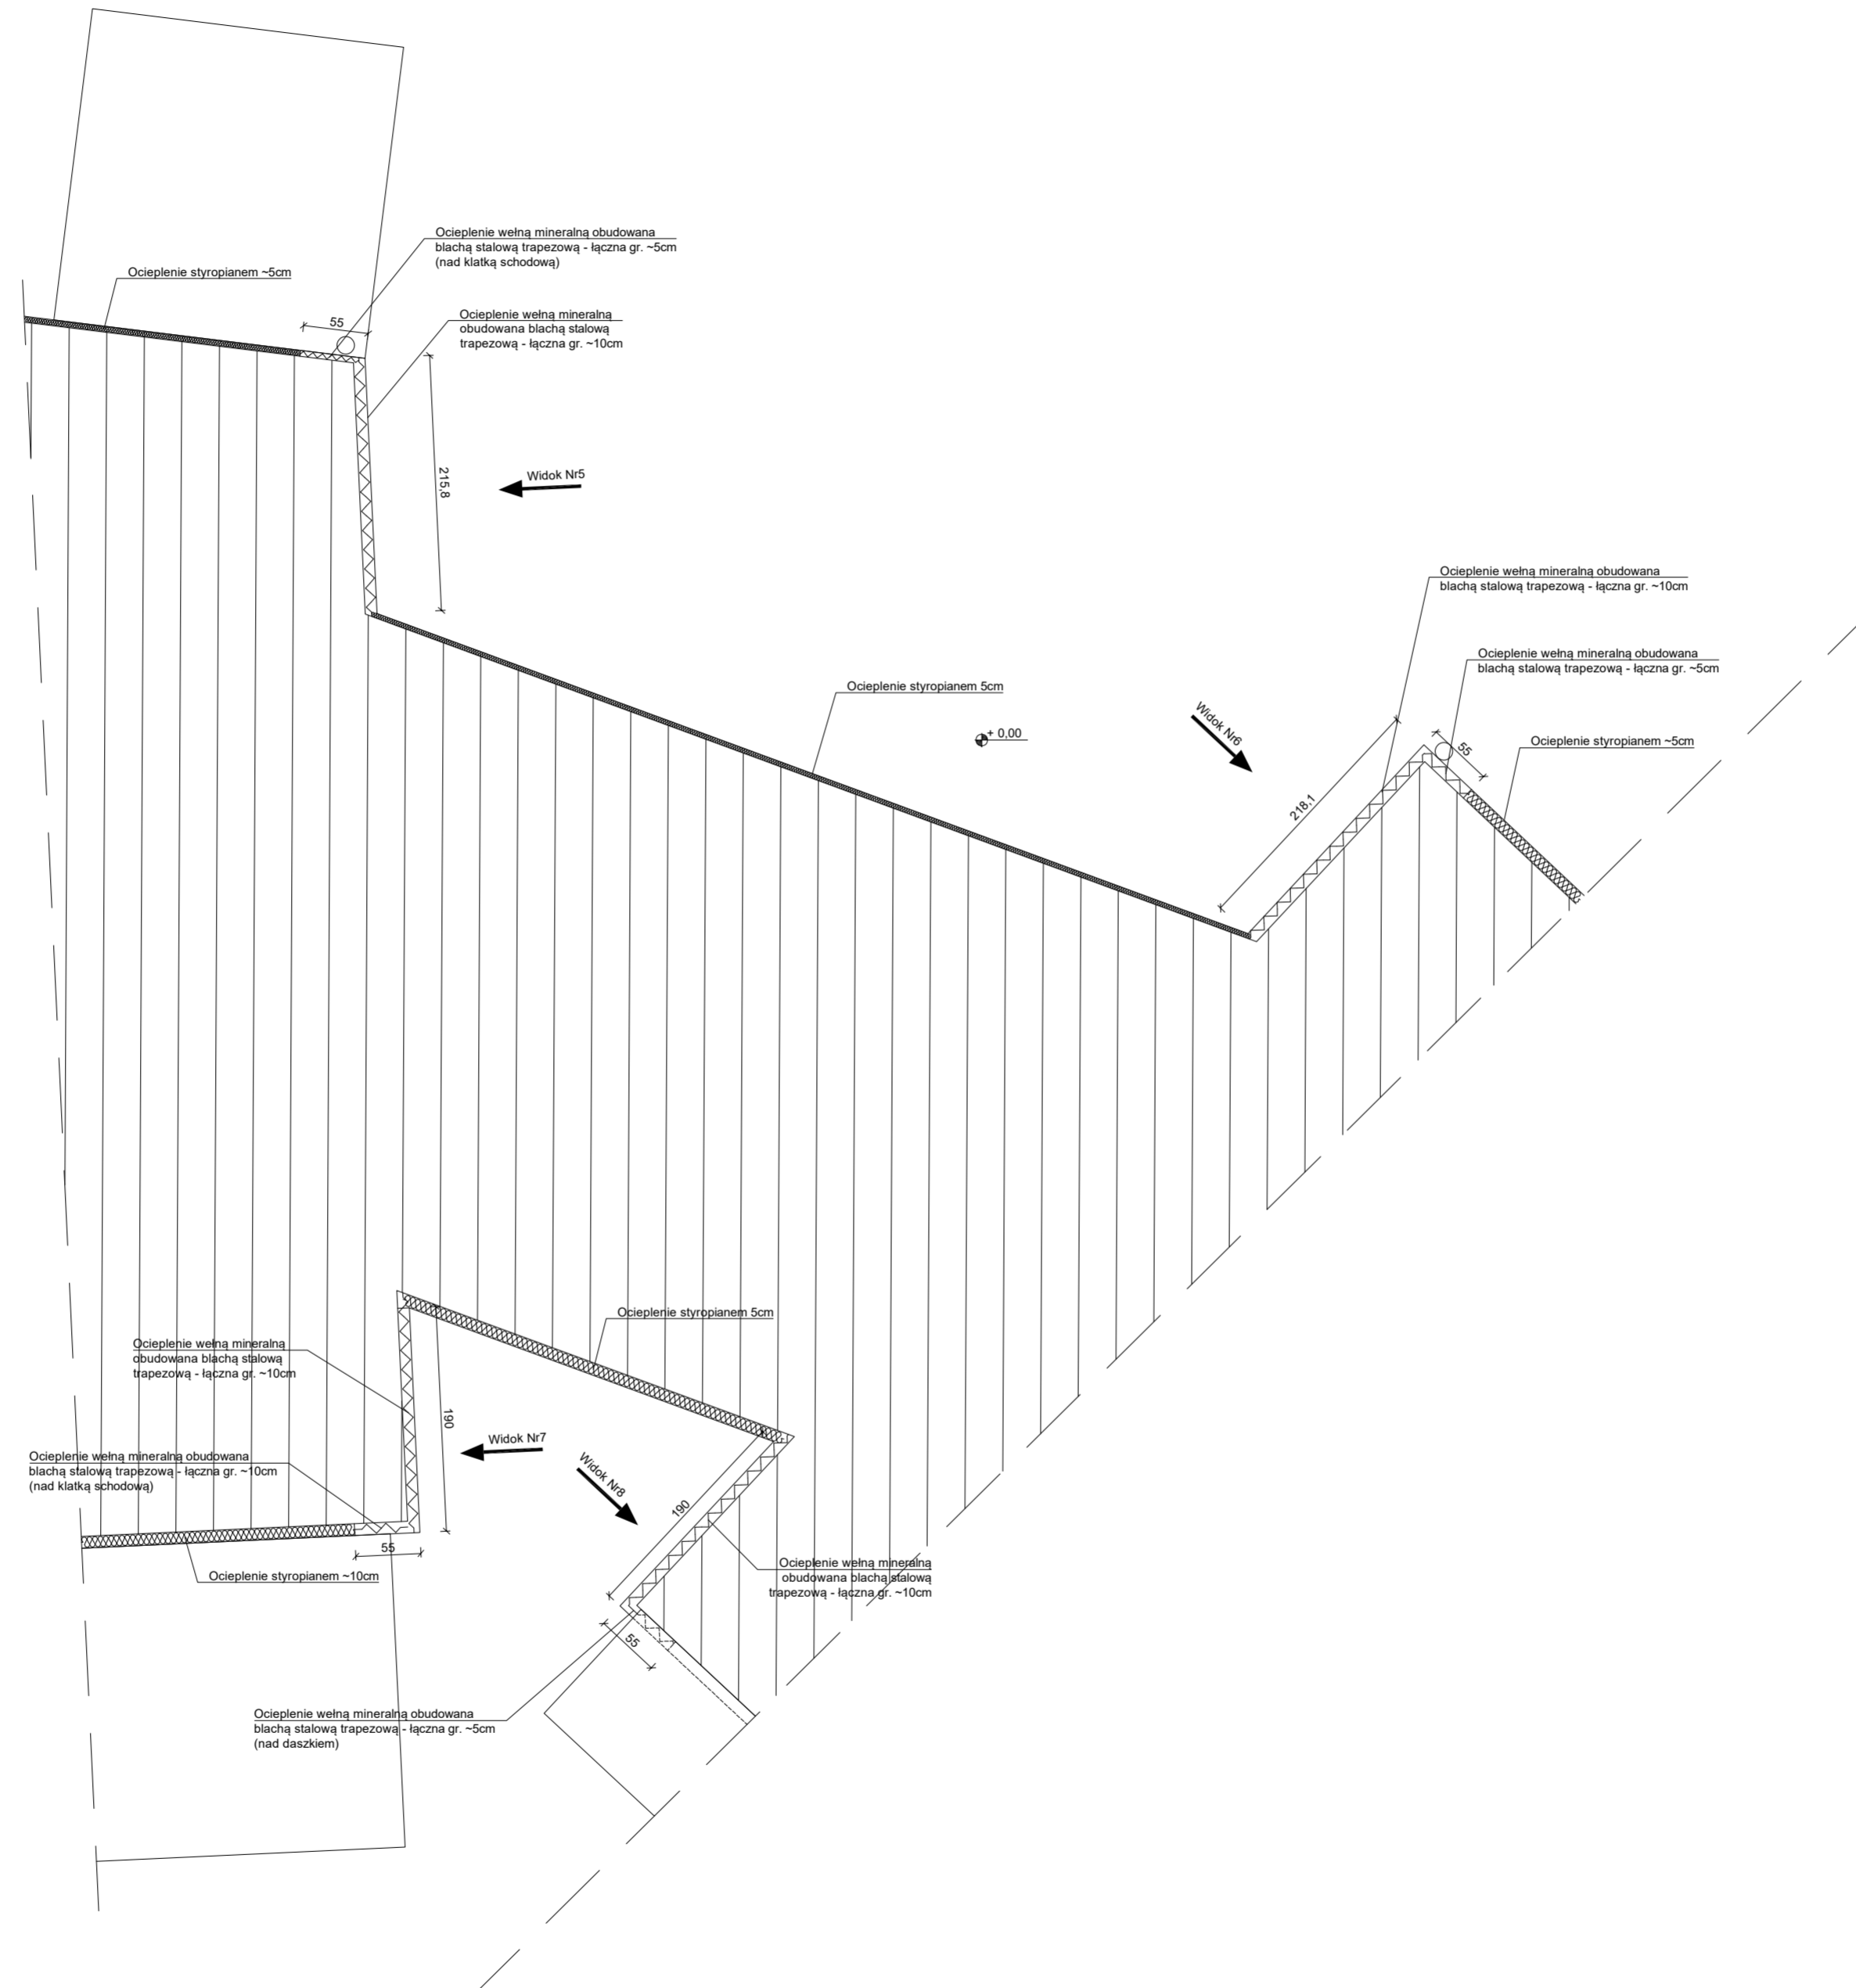 Ocieplenie wełną mineralną obudowana
blachą stalową trapezową - łączna gr. ~5cm
(nad klatką schodową)
Ocieplenie styropianem ~5cm
55
Ocieplenie wełną mineralną
obudowana blachą stalową
trapezową - łączna gr. ~10cm
215,8
Widok Nr5
Ocieplenie wełną mineralną obudowana
blachą stalową trapezową - łączna gr. ~10cm
Ocieplenie wełną mineralną obudowana
blachą stalową trapezową - łączna gr. ~5cm
Ocieplenie styropianem 5cm
Widok Nr6
+ 0,00
55
Ocieplenie styropianem ~5cm
218,1
Ocieplenie styropianem 5cm
Ocieplenie wełną mineralną
obudowana blachą stalową
trapezową - łączna gr. ~10cm
190
Widok Nr7
Ocieplenie wełną mineralną obudowana
blachą stalową trapezową - łączna gr. ~10cm
(nad klatką schodową)
Widok Nr8
190
55
Ocieplenie styropianem ~10cm
Ocieplenie wełną mineralną
obudowana blachą stalową
trapezową - łączna gr. ~10cm
55
Ocieplenie wełną mineralną obudowana
blachą stalową trapezową - łączna gr. ~5cm
(nad daszkiem)